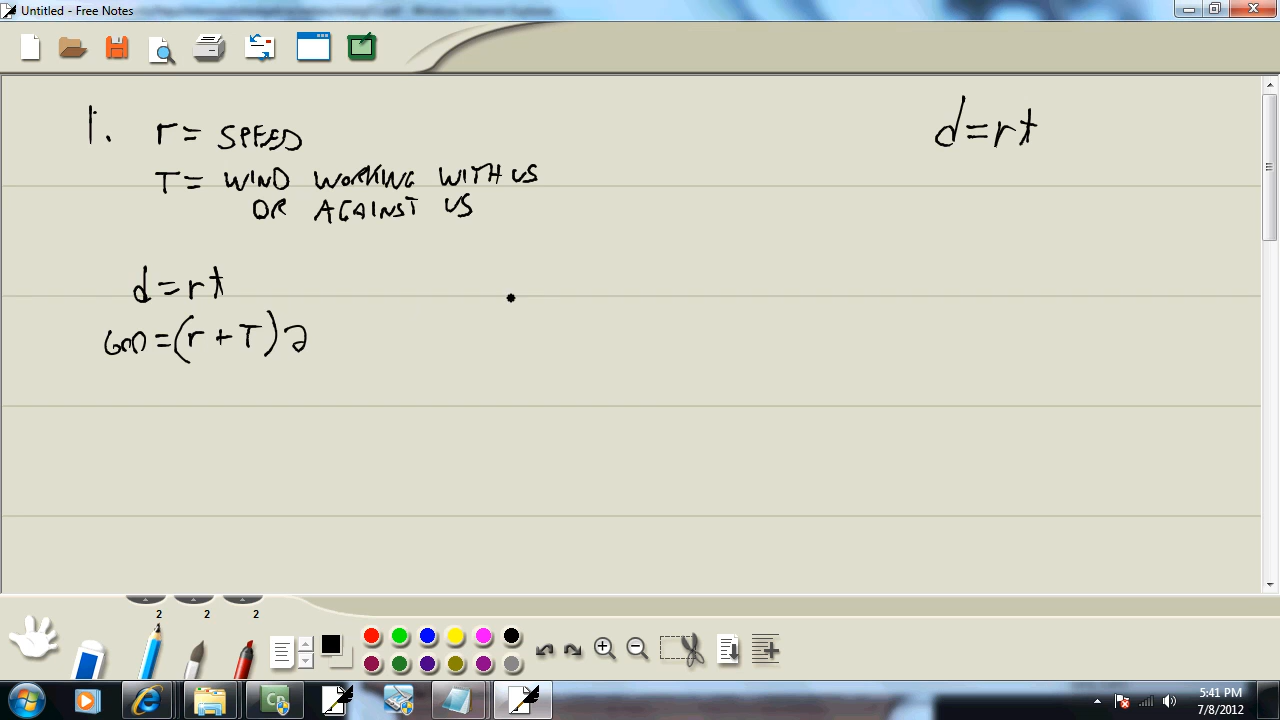 Untitled - Free Notes
1. r = SPEED
d=rt
T = WIND WORKING WITH US
OR AGAINST US
d=rt
600=(r+T)2
2 2 2
5:41 PM
7/8/2012